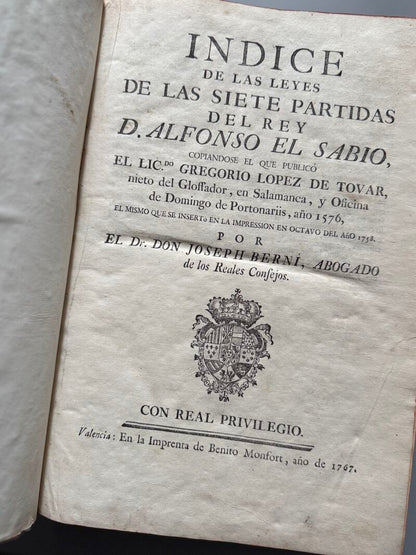 INDICE
DE LAS LEYES
DE LAS SIETE PARTIDAS
DEL REY
D. ALFONSO EL SABIO,
COPIANDOSE EL QUE PUBLICÓ
EL LIC.DO GREGORIO LOPEZ DE TOVAR,
nieto del Gloſſador, en Salamanca, y Oficina
de Domingo de Portonariis, año 1576,
EL MISMO QUE SE INSERTò EN LA IMPRESSION EN OCTAVO DEL AÑO 1758.
POR
EL Dr. DON JOSEPH BERNÍ, ABOGADO
de los Reales Conſejos.
CON REAL PRIVILEGIO.
Valencia: En la Imprenta de Benito Monfort, año de 1767.